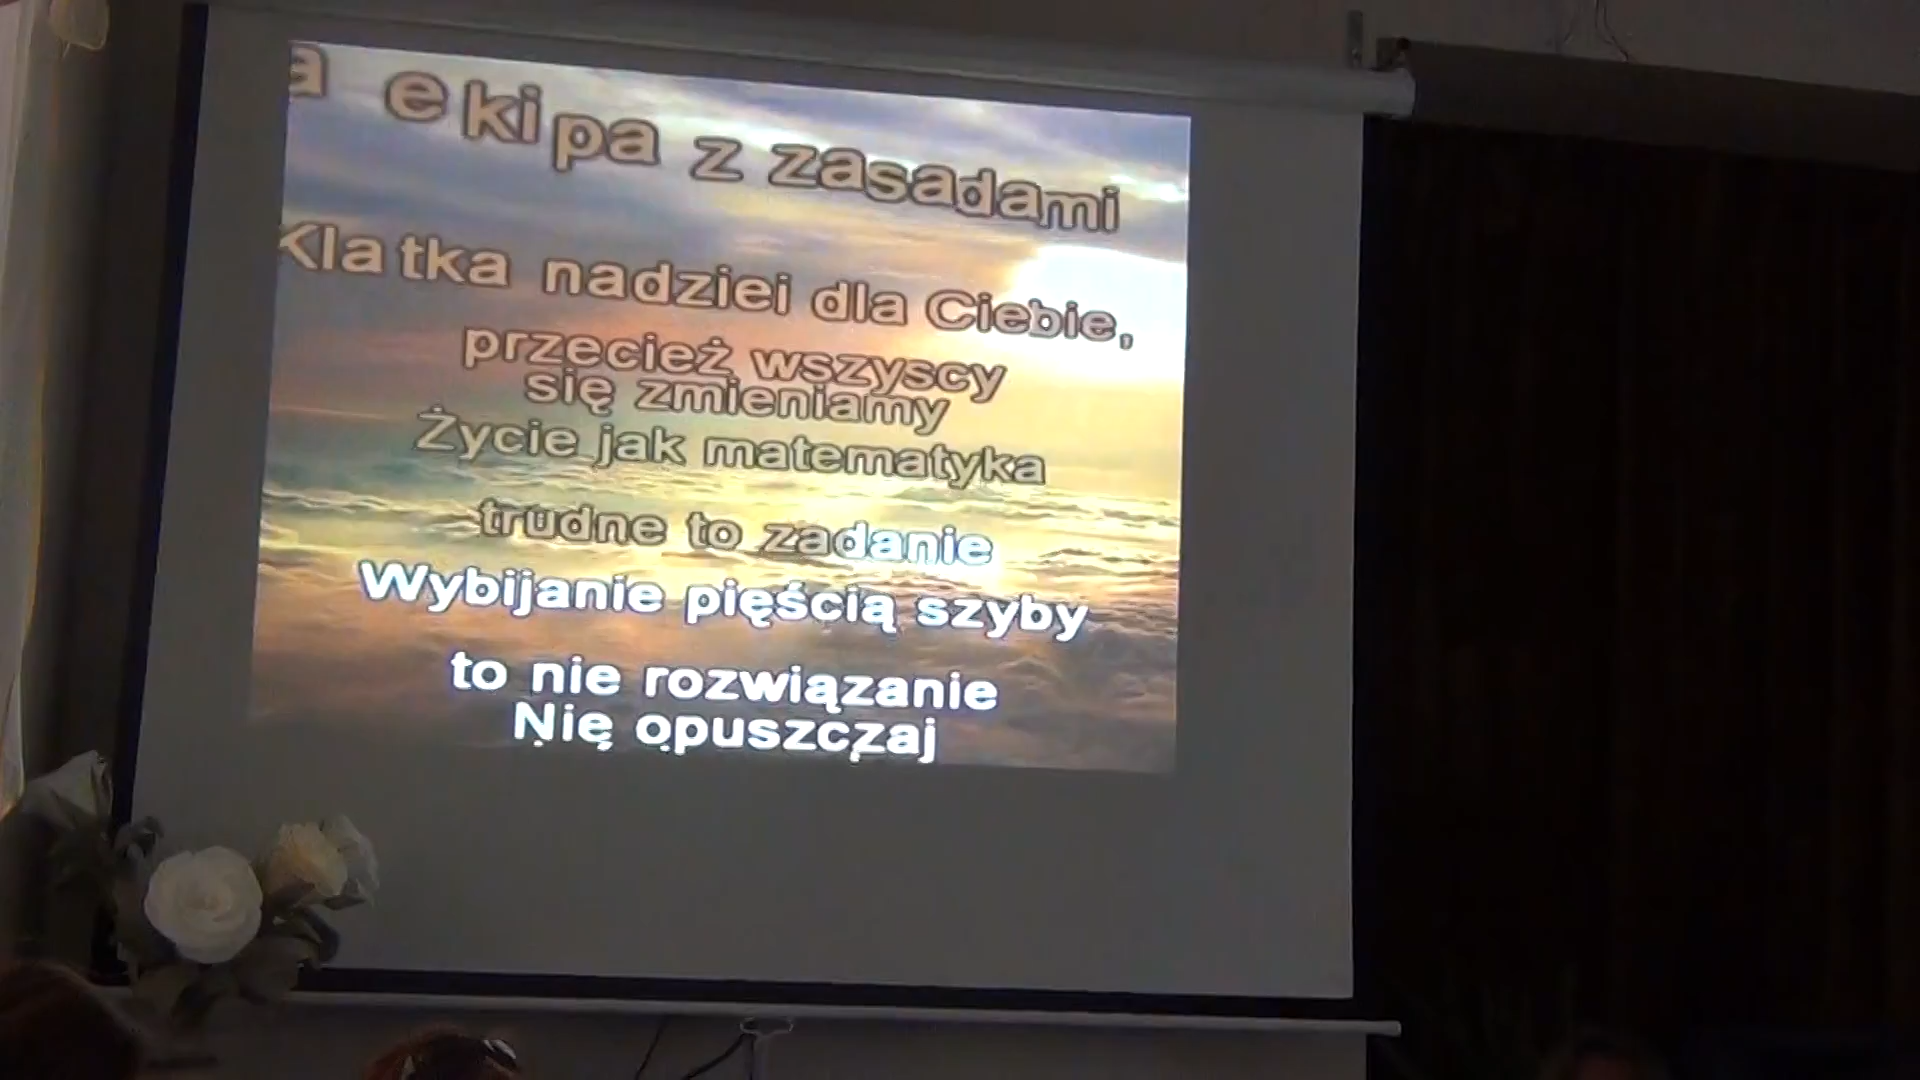 a ekipa z zasadami
Klatka nadziei dla Ciebie,
przecież wszyscy
się zmieniamy
Życie jak matematyka
trudne to zadanie
Wybijanie pięścią szyby
to nie rozwiązanie
Nie opuszczaj